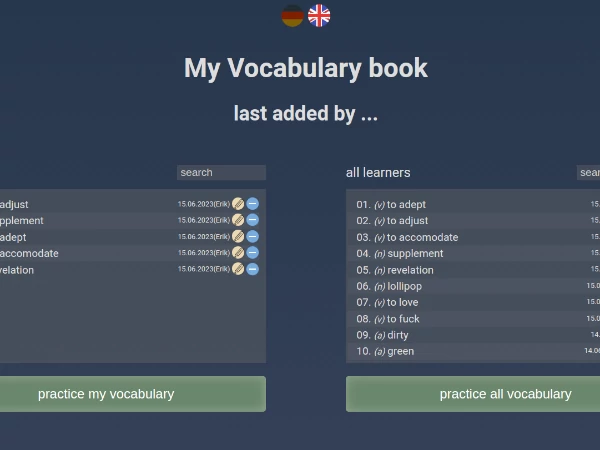 My Vocabulary book
last added by ...
search
adjust 15.06.2023(Erik)
pplement 15.06.2023(Erik)
adept 15.06.2023(Erik)
accomodate 15.06.2023(Erik)
velation 15.06.2023(Erik)
practice my vocabulary
all learners
sear
01. (v) to adept 15.
02. (v) to adjust 15.
03. (v) to accomodate 15.
04. (n) supplement 15.
05. (n) revelation 15.
06. (n) lollipop 15.0
07. (v) to love 15.0
08. (v) to fuck 15.0
09. (a) dirty 14.
10. (a) green 14.06
practice all vocabulary